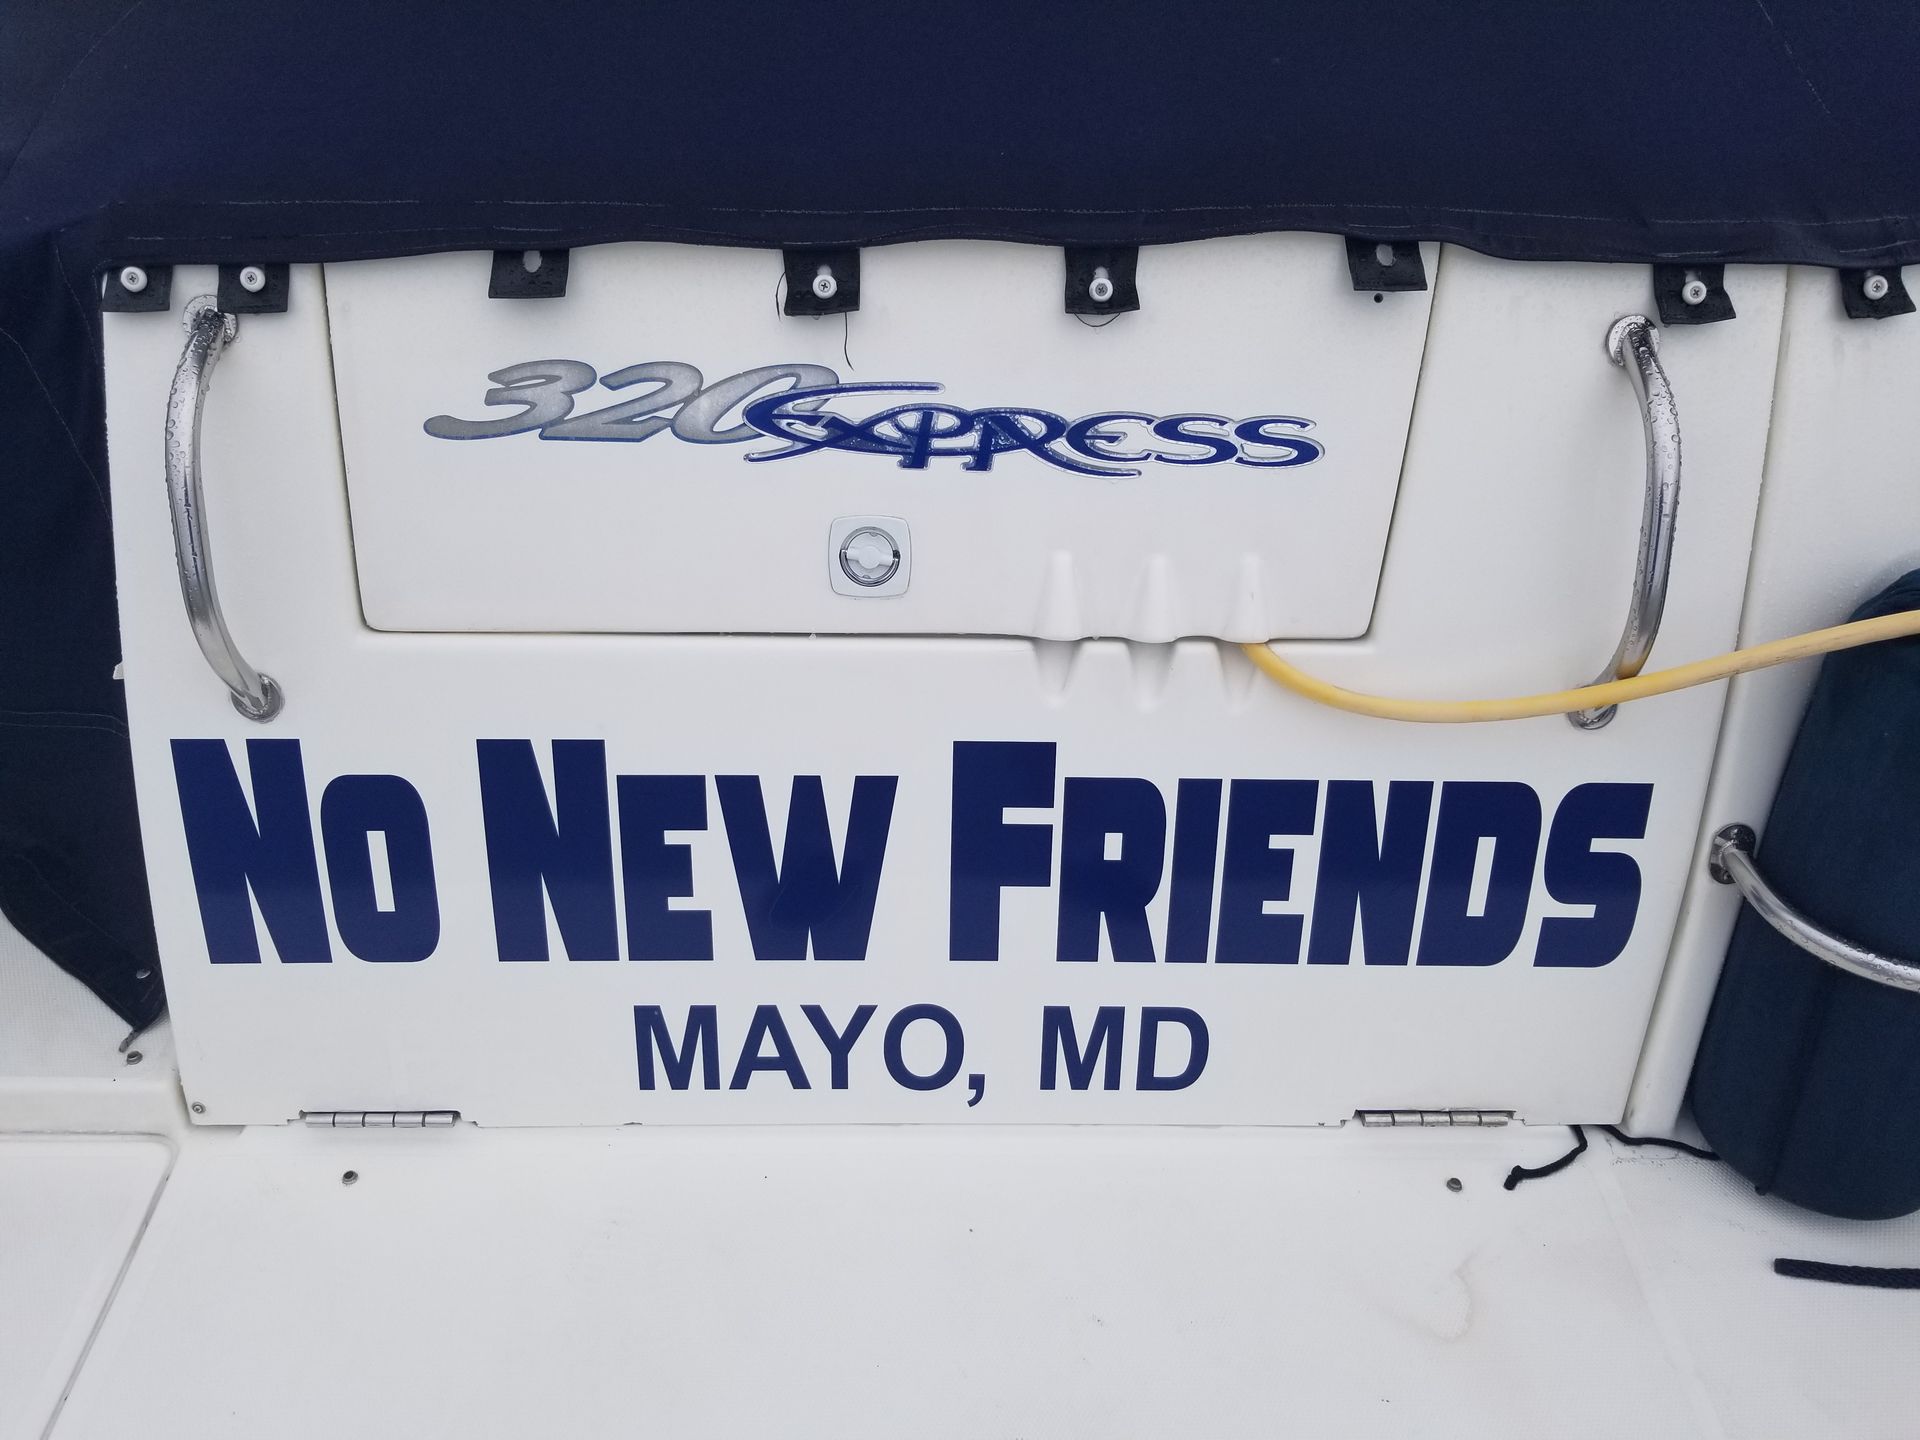 320 EXPRESS
NO NEW FRIENDS
MAYO, MD